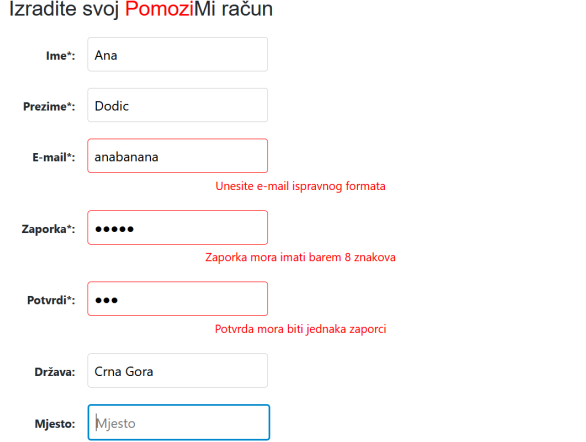 Izradite svoj PomoziMi račun
Ime*: Ana
Prezime*: Dodic
E-mail*: anabanana
Unesite e-mail ispravnog formata
Zaporka*: •••••
Zaporka mora imati barem 8 znakova
Potvrdi*: •••
Potvrda mora biti jednaka zaporci
Država: Crna Gora
Mjesto: Mjesto